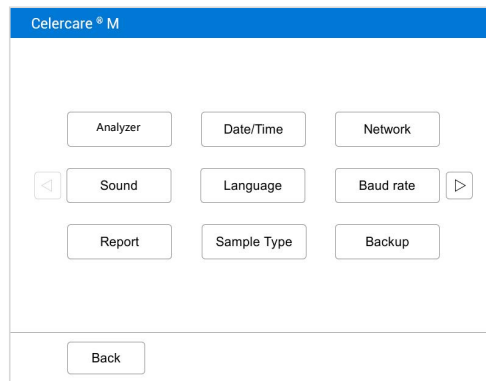 Celercare ® M
Analyzer Date/Time Network
Sound Language Baud rate
Report Sample Type Backup
Back